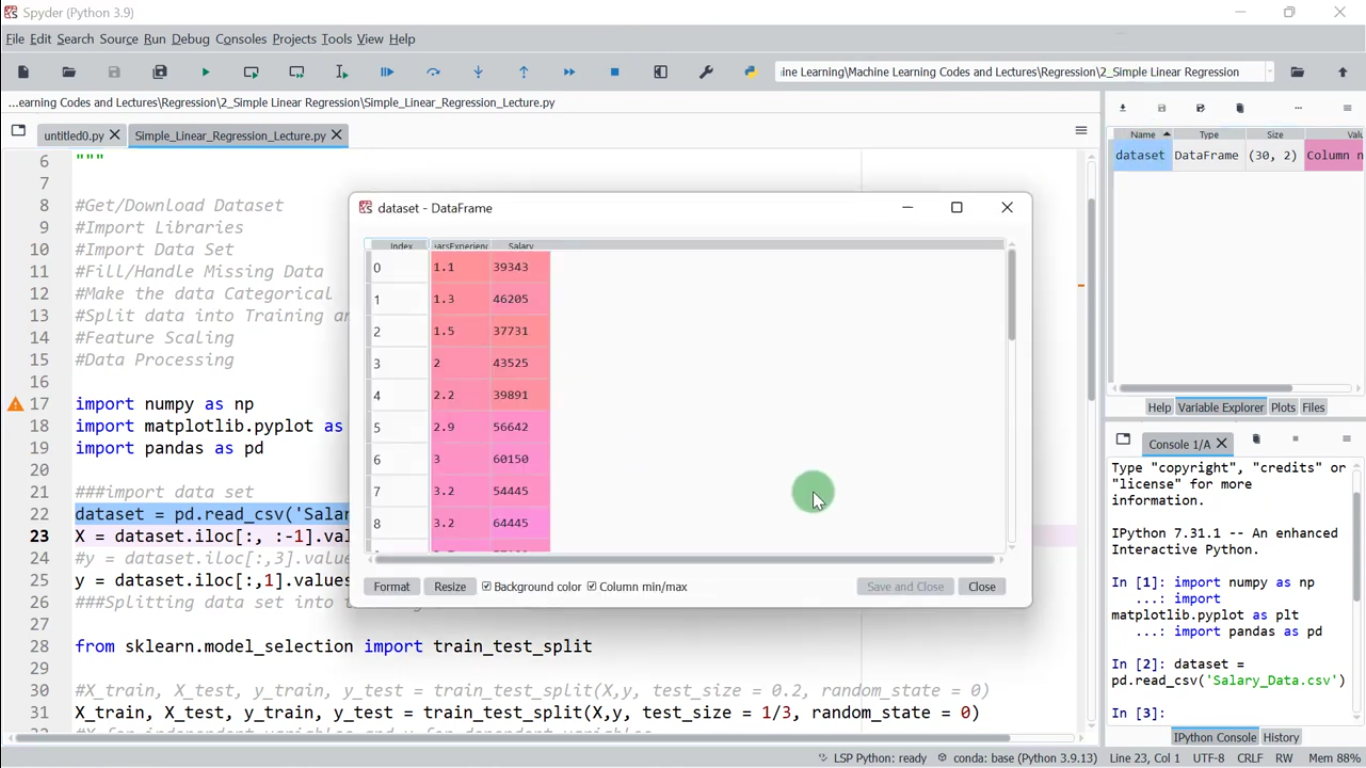 Spyder (Python 3.9)
File Edit Search Source Run Debug Consoles Projects Tools View Help
ine Learning\Machine Learning Codes and Lectures\Regression\2_Simple Linear Regression
...earning Codes and Lectures\Regression\2_Simple Linear Regression\Simple_Linear_Regression_Lecture.py
untitled0.py Simple_Linear_Regression_Lecture.py
6 """
7
8 #Get/Download Dataset
9 #Import Libraries
10 #Import Data Set
11 #Fill/Handle Missing Data
12 #Make the data Categorical
13 #Split data into Training ar
14 #Feature Scaling
15 #Data Processing
16
17 import numpy as np
18 import matplotlib.pyplot as
19 import pandas as pd
20
21 ###import data set
22 dataset = pd.read_csv('Salar
23 X = dataset.iloc[:, :-1].val
24 #y = dataset.iloc[:,3].value
25 y = dataset.iloc[:,1].values
26 ###Splitting data set into
27
28 from sklearn.model_selection import train_test_split
29
30 #X_train, X_test, y_train, y_test = train_test_split(X,y, test_size = 0.2, random_state = 0)
31 X_train, X_test, y_train, y_test = train_test_split(X,y, test_size = 1/3, random_state = 0)
dataset - DataFrame
Index earsExperienc Salary
0 1.1 39343
1 1.3 46205
2 1.5 37731
3 2 43525
4 2.2 39891
5 2.9 56642
6 3 60150
7 3.2 54445
8 3.2 64445
Format Resize Background color Column min/max Save and Close Close
Name Type Size Valu
dataset DataFrame (30, 2) Column n
Help Variable Explorer Plots Files
Console 1/A
Type "copyright", "credits" or
"license" for more
information.
IPython 7.31.1 -- An enhanced
Interactive Python.
In [1]: import numpy as np
...: import
matplotlib.pyplot as plt
...: import pandas as pd
In [2]: dataset =
pd.read_csv('Salary_Data.csv')
In [3]:
IPython Console History
LSP Python: ready conda: base (Python 3.9.13) Line 23, Col 1 UTF-8 CRLF RW Mem 88%